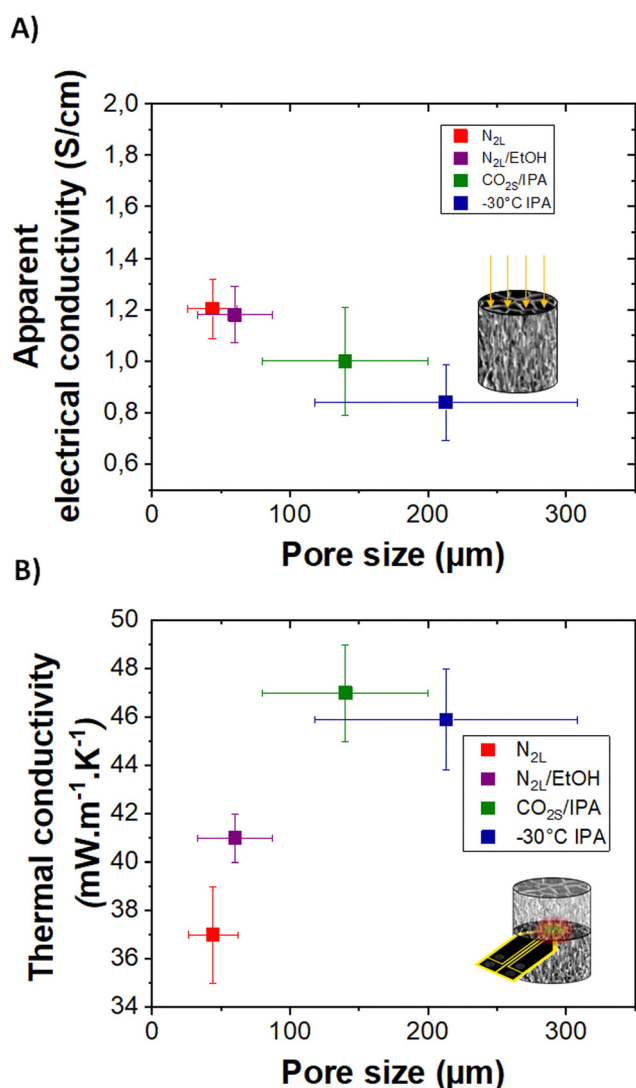 A)
Apparent
electrical conductivity (S/cm)
2,0
1,8
1,6
1,4
1,2
1,0
0,8
0,6
N2L
N2L/EtOH
CO2S/IPA
-30°C IPA
0 100 200 300
Pore size (µm)
B)
Thermal conductivity
(mW.m-1.K-1)
50
48
46
44
42
40
38
36
34
N2L
N2L/EtOH
CO2S/IPA
-30°C IPA
0 100 200 300
Pore size (µm)